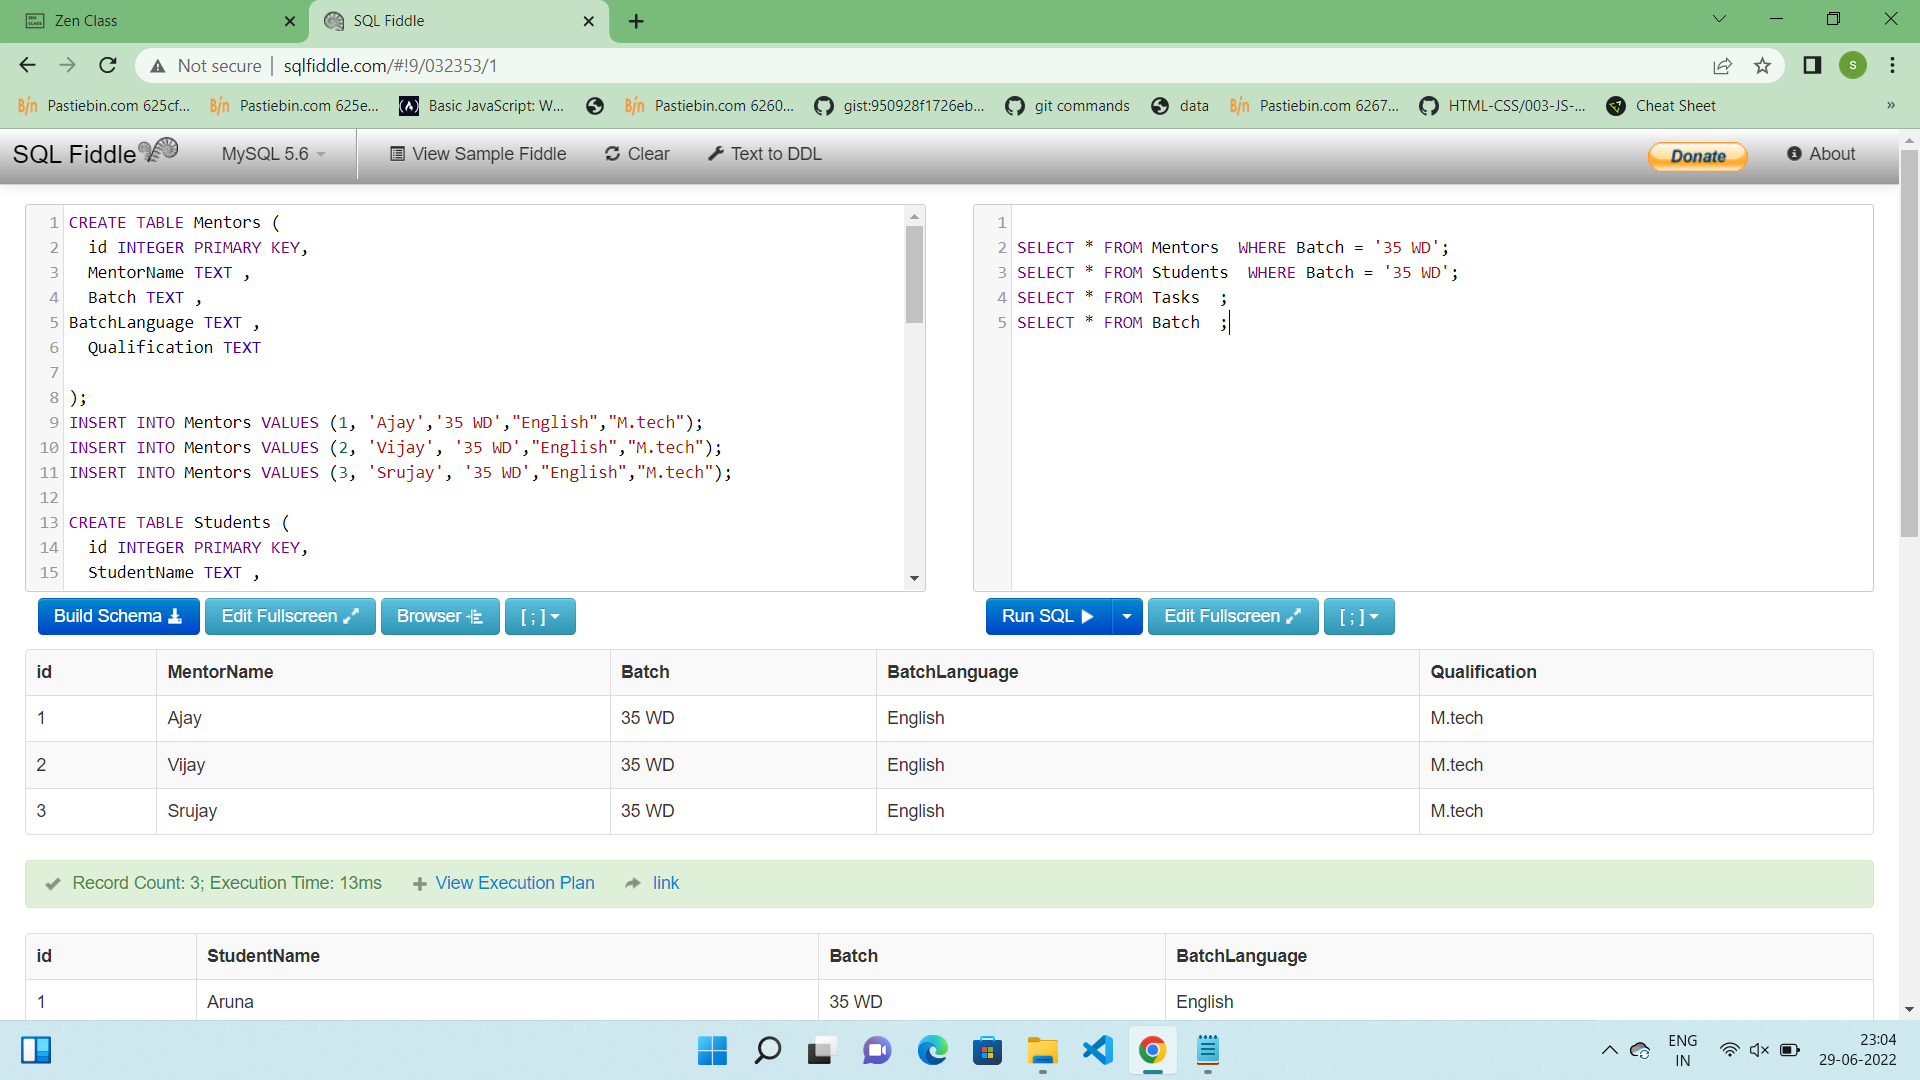 Zen Class
SQL Fiddle
Not secure | sqlfiddle.com/#!9/032353/1
S
Pastiebin.com 625cf...
Pastiebin.com 625e...
Basic JavaScript: W...
Pastiebin.com 6260...
gist:950928f1726eb...
git commands
data
Pastiebin.com 6267...
HTML-CSS/003-JS-...
Cheat Sheet
»
SQL Fiddle
MySQL 5.6
View Sample Fiddle
Clear
Text to DDL
Donate
About
1 CREATE TABLE Mentors (
2 id INTEGER PRIMARY KEY,
3 MentorName TEXT ,
4 Batch TEXT ,
5 BatchLanguage TEXT ,
6 Qualification TEXT
7
8 );
9 INSERT INTO Mentors VALUES (1, 'Ajay','35 WD',"English","M.tech");
10 INSERT INTO Mentors VALUES (2, 'Vijay', '35 WD',"English","M.tech");
11 INSERT INTO Mentors VALUES (3, 'Srujay', '35 WD',"English","M.tech");
12
13 CREATE TABLE Students (
14 id INTEGER PRIMARY KEY,
15 StudentName TEXT ,
1
2 SELECT * FROM Mentors  WHERE Batch = '35 WD';
3 SELECT * FROM Students  WHERE Batch = '35 WD';
4 SELECT * FROM Tasks  ;
5 SELECT * FROM Batch  ;
Build Schema
Edit Fullscreen
Browser
[ ; ]
Run SQL
Edit Fullscreen
[ ; ]
id MentorName Batch BatchLanguage Qualification
1 Ajay 35 WD English M.tech
2 Vijay 35 WD English M.tech
3 Srujay 35 WD English M.tech
Record Count: 3; Execution Time: 13ms View Execution Plan link
id StudentName Batch BatchLanguage
1 Aruna 35 WD English
ENG
IN
23:04
29-06-2022